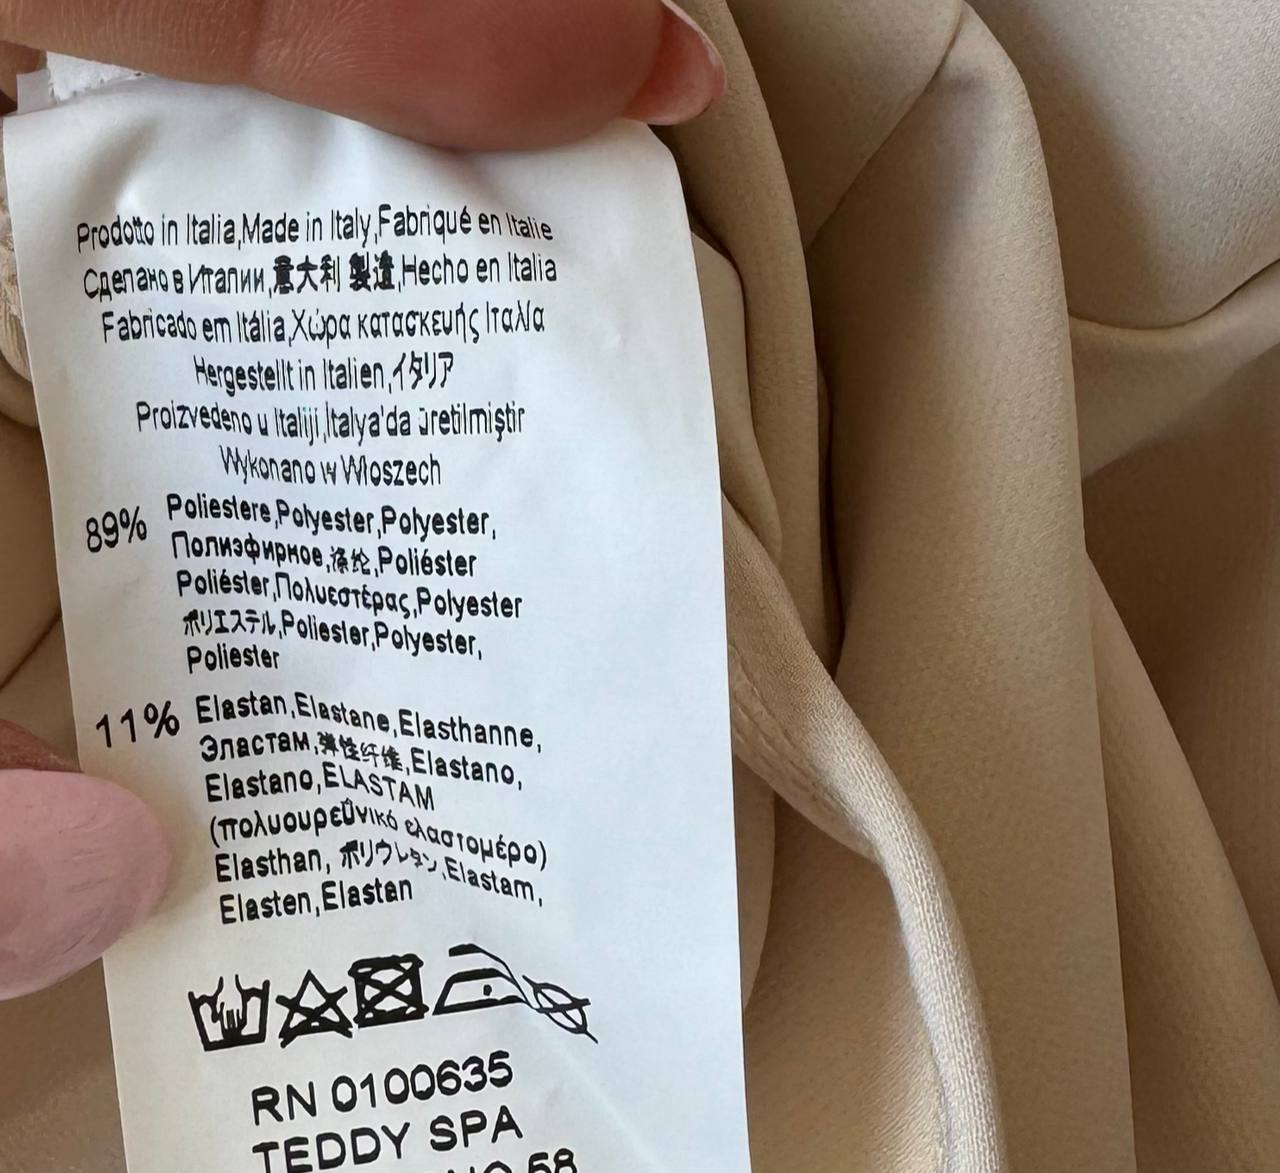 Prodotto in Italia,Made in Italy,Fabriqué en Italie
Сделано в Италии,意大利 製造,Hecho en Italia
Fabricado em Itália,Χώρα κατασκευής Ιταλία
Hergestellt in Italien,イタリア
Proizvedeno u Italiji,İtalya'da üretilmiştir
Wykonano w Wloszech
89% Poliestere,Polyester,Polyester,
Полиэфирное,涤纶,Poliéster
Poliéster,Πολυεστέρας,Polyester
ポリエステル,Poliester,Polyester,
Poliester
11% Elastan,Elastane,Elasthanne,
Эластам,弹性纤维,Elastano,
Elastano,ELASTAM
(πολυουρεθνικό ελαστομέρο)
Elasthan, ポリウレタン,Elastam,
Elasten,Elastan
RN 0100635
TEDDY SPA
58